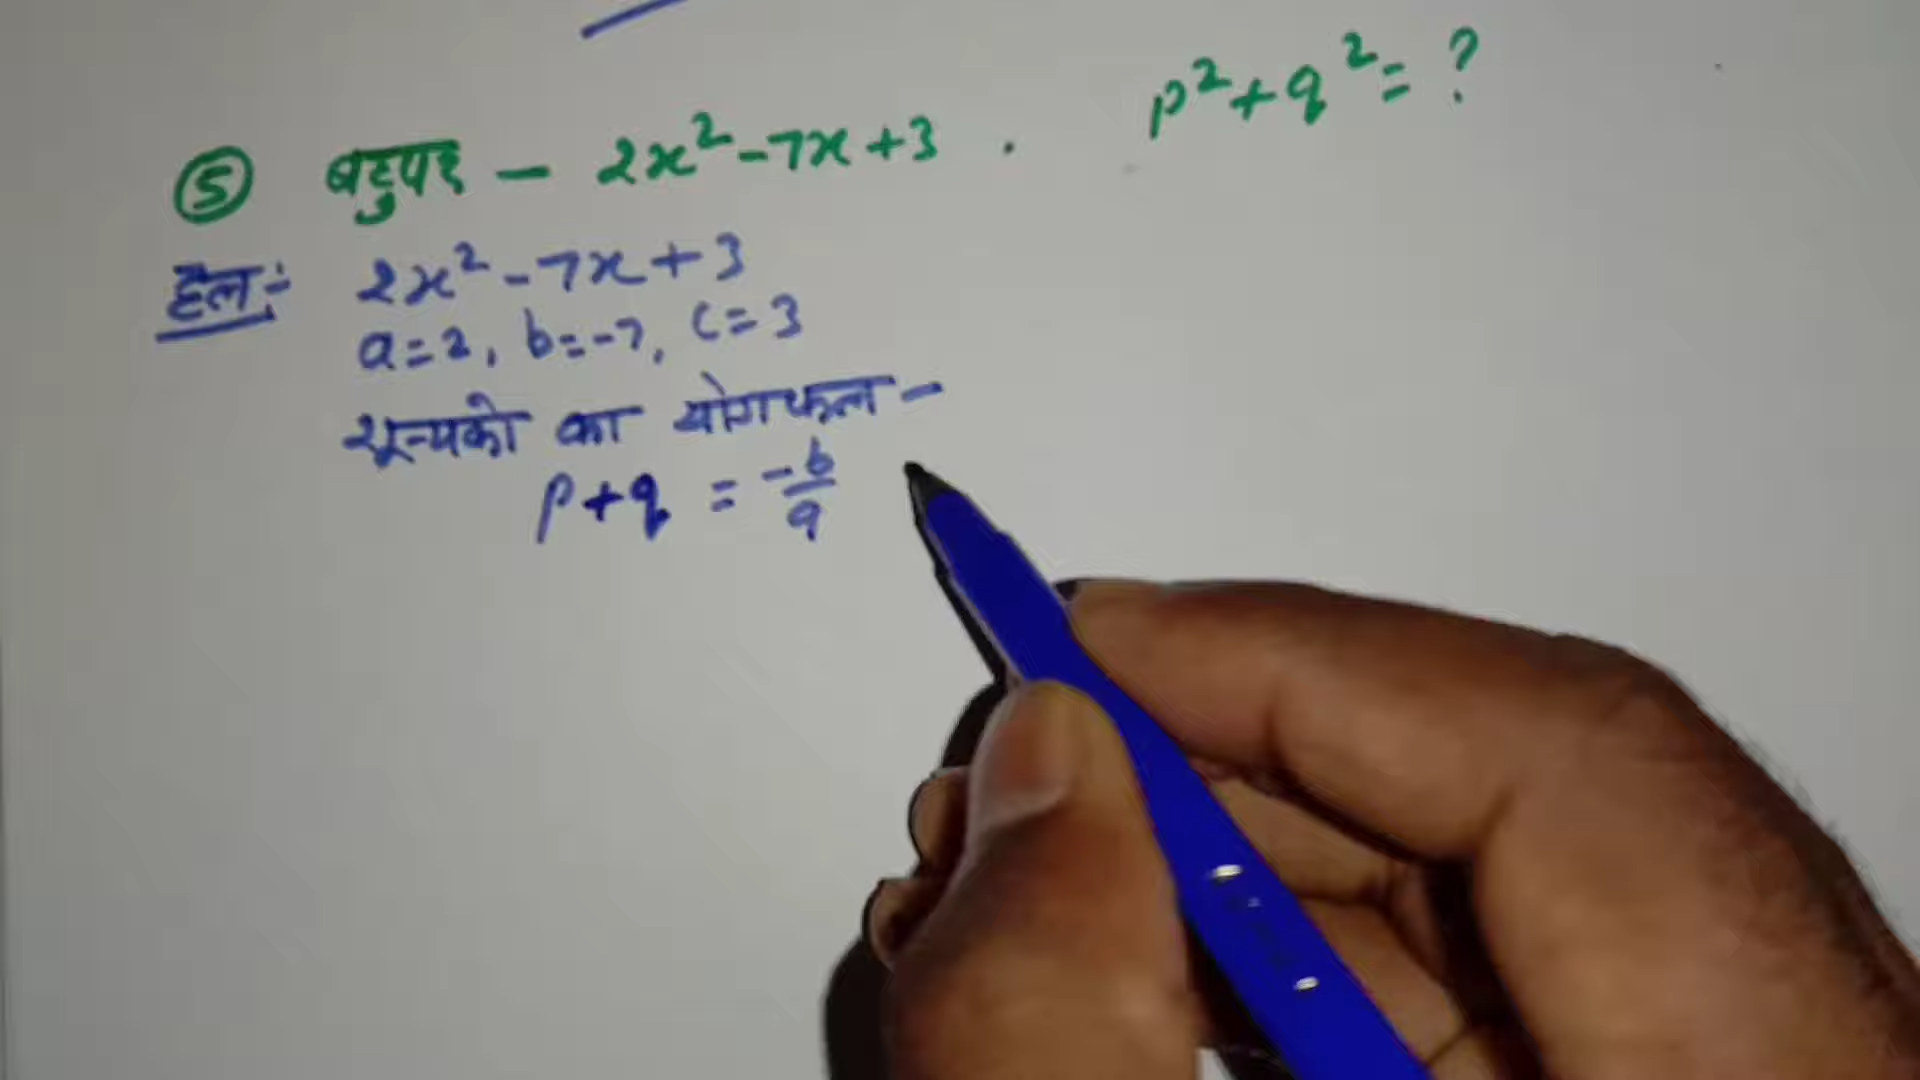 ⑤ बहुपद - 2x²-7x+3 . p²+q²=?
हल:- 2x²-7x+3
a=2, b=-7, c=3
शून्यको का योगफल-
p+q = -b/a